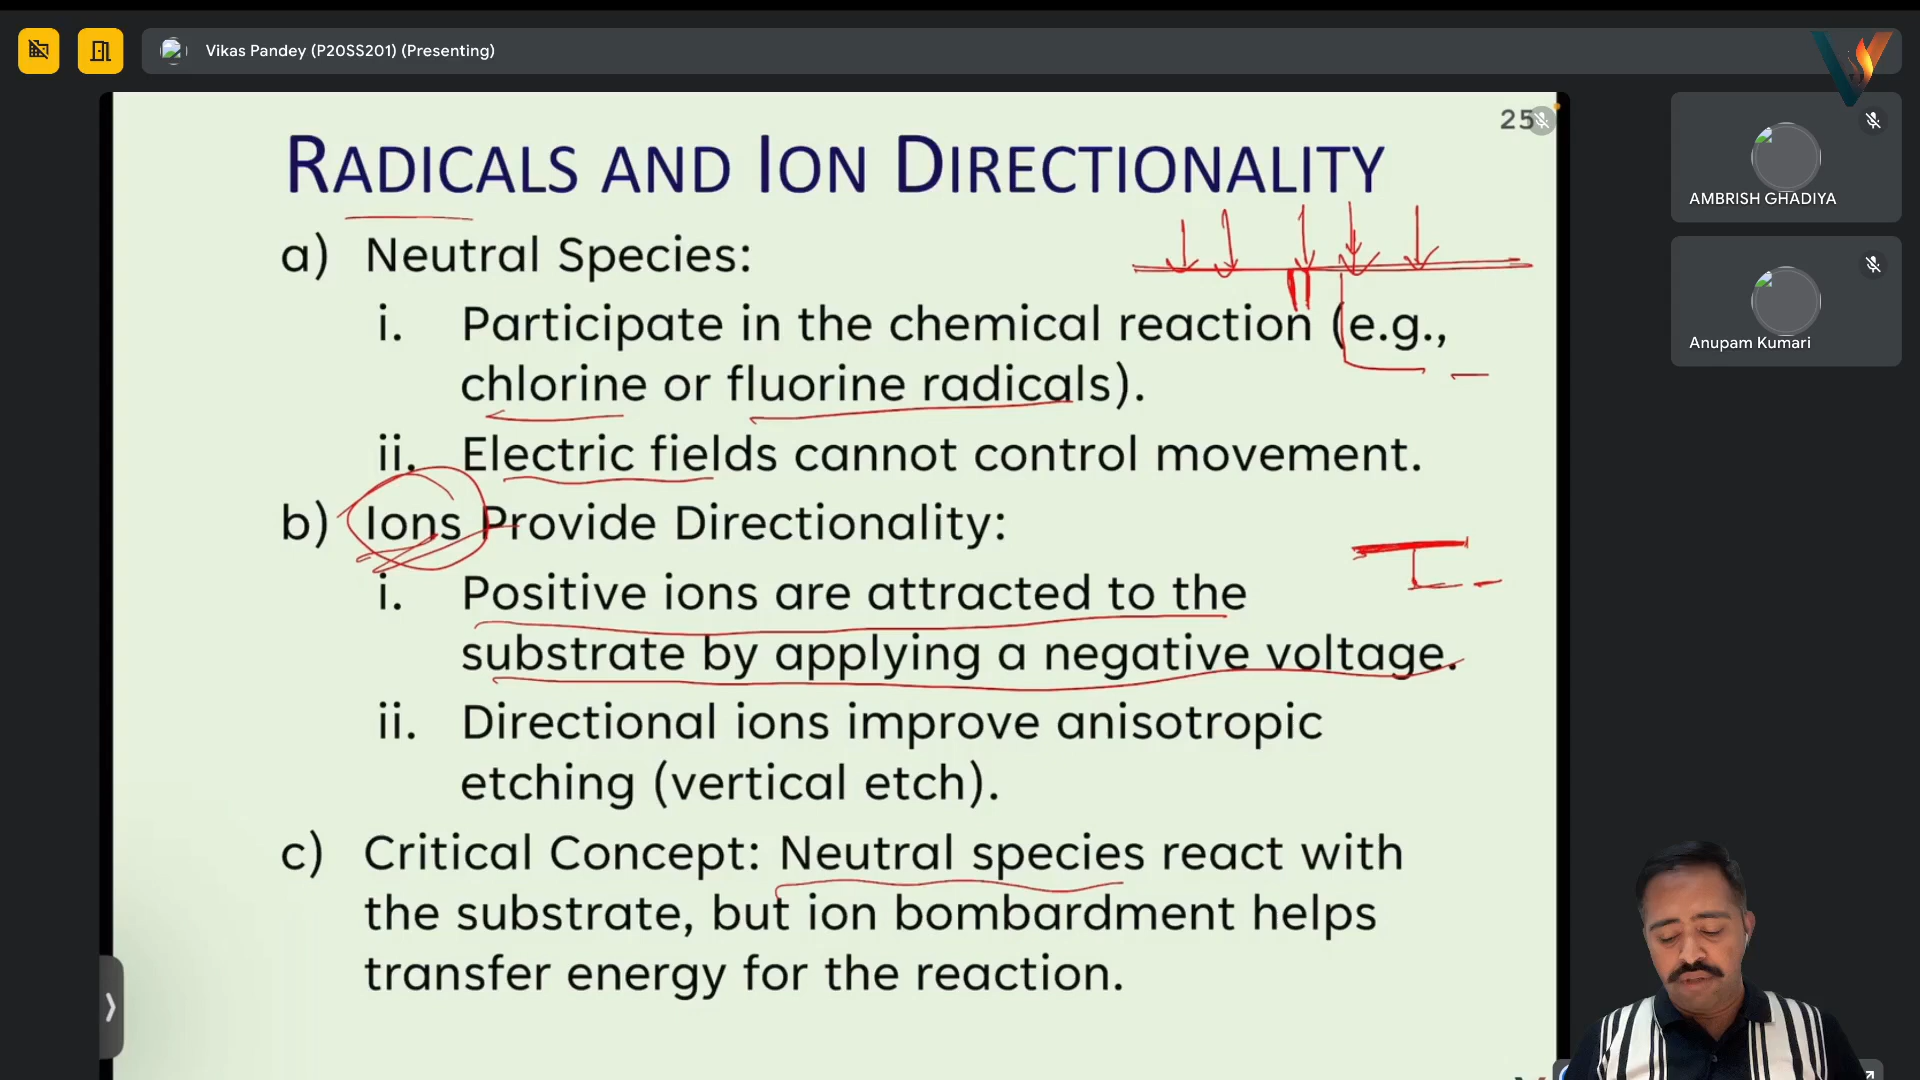 Vikas Pandey (P20SS201) (Presenting)
25
RADICALS AND ION DIRECTIONALITY
a) Neutral Species:
i. Participate in the chemical reaction (e.g.,
chlorine or fluorine radicals).
ii. Electric fields cannot control movement.
b) Ions Provide Directionality:
i. Positive ions are attracted to the
substrate by applying a negative voltage.
ii. Directional ions improve anisotropic
etching (vertical etch).
c) Critical Concept: Neutral species react with
the substrate, but ion bombardment helps
transfer energy for the reaction.
AMBRISH GHADIYA
Anupam Kumari